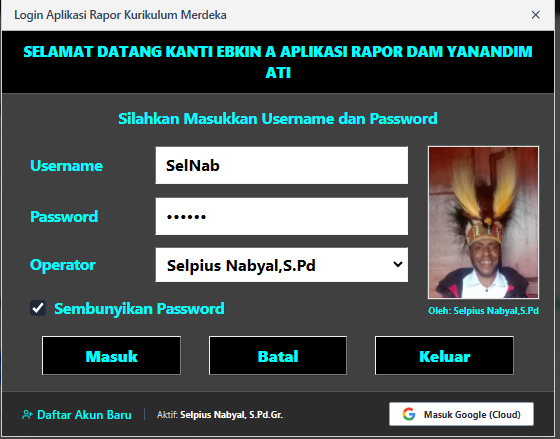 Login Aplikasi Rapor Kurikulum Merdeka
SELAMAT DATANG KANTI EBKIN A APLIKASI RAPOR DAM YANANDIM
ATI
Silahkan Masukkan Username dan Password
Username
SelNab
Password
••••••
Operator
Selpius Nabyal,S.Pd
Sembunyikan Password
Oleh: Selpius Nabyal,S.Pd
Masuk
Batal
Keluar
Daftar Akun Baru
Aktif: Selpius Nabyal, S.Pd.Gr.
Masuk Google (Cloud)